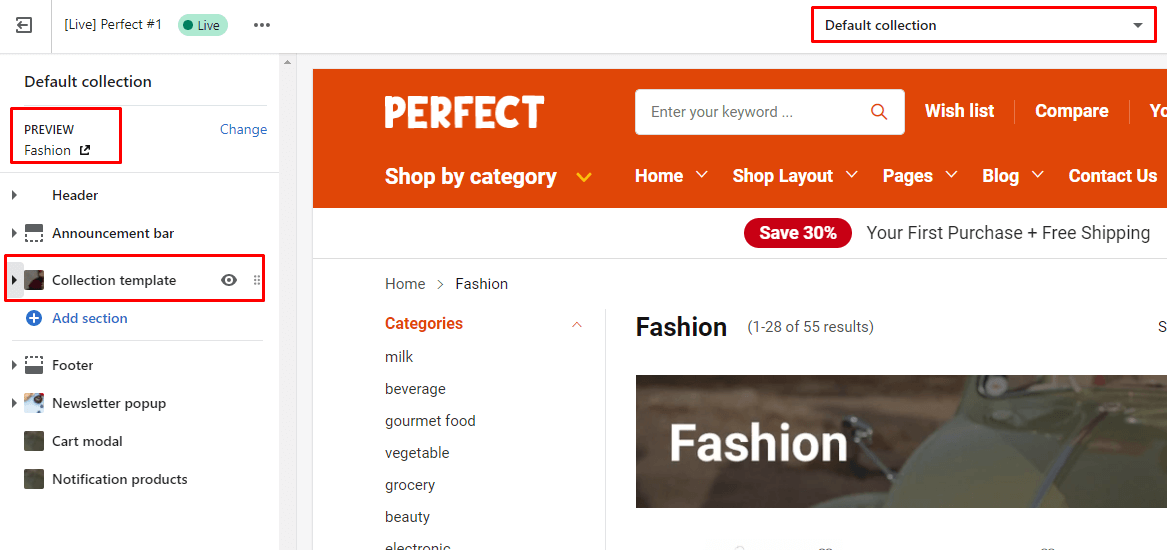 [Live] Perfect #1
Live
Default collection
Default collection
PREVIEW
Fashion
Change
Header
Announcement bar
Collection template
Add section
Footer
Newsletter popup
Cart modal
Notification products
PERFECT
Enter your keyword ...
Wish list
Compare
Yo
Shop by category
Home
Shop Layout
Pages
Blog
Contact Us
Save 30%
Your First Purchase + Free Shipping
Home
Fashion
Categories
milk
beverage
gourmet food
vegetable
grocery
beauty
electronic
Fashion
(1-28 of 55 results)
S
Fashion